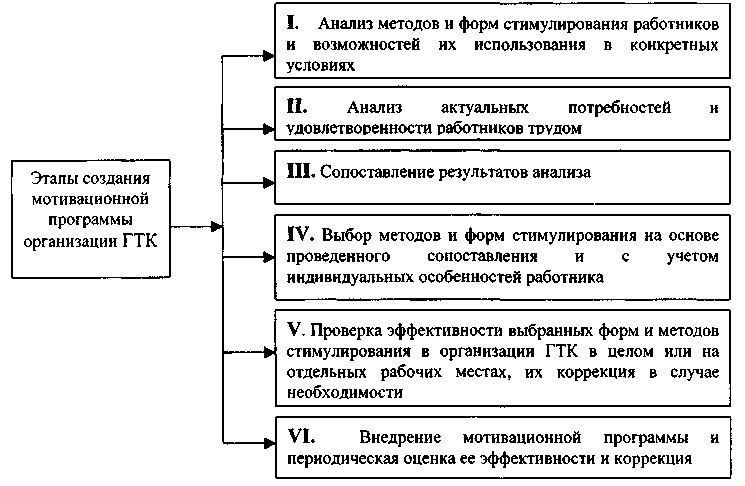 I. Анализ методов и форм стимулирования работников
и возможностей их использования в конкретных
условиях
II. Анализ актуальных потребностей и
удовлетворенности работников трудом
Этапы создания
мотивационной
программы
организации ГТК
III. Сопоставление результатов анализа
IV. Выбор методов и форм стимулирования на основе
проведенного сопоставления и с учетом
индивидуальных особенностей работника
V. Проверка эффективности выбранных форм и методов
стимулирования в организация ГТК в целом или на
отдельных рабочих местах, их коррекция в случае
необходимости
VI. Внедрение мотивационной программы и
периодическая оценка ее эффективности и коррекция